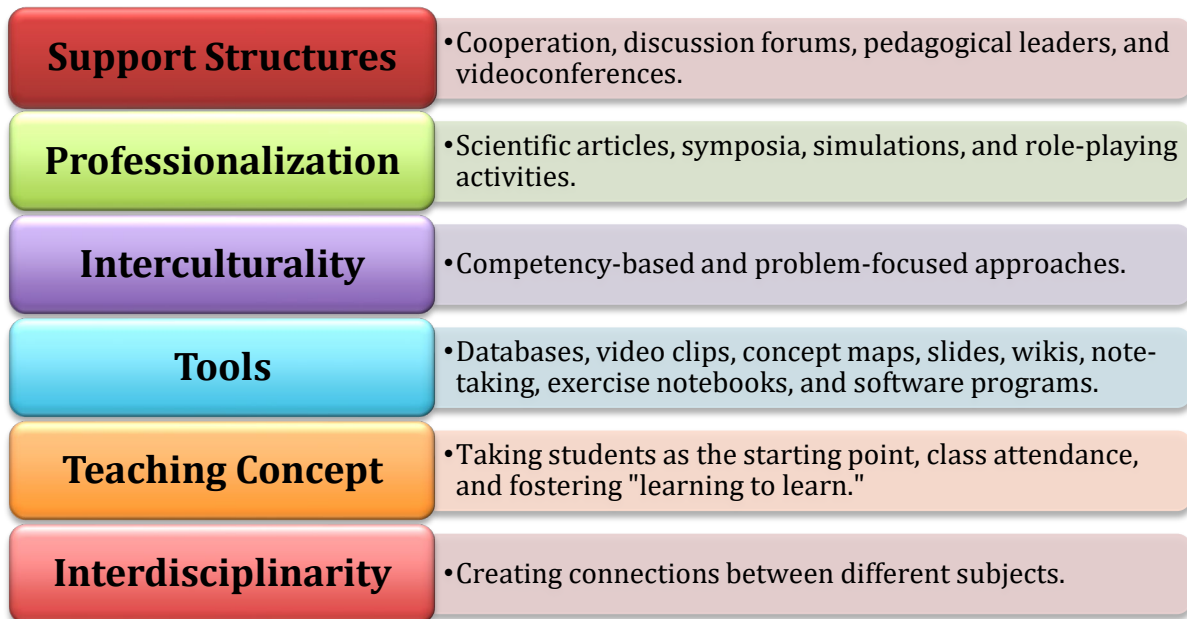 Support Structures
•Cooperation, discussion forums, pedagogical leaders, and
videoconferences.
Professionalization
•Scientific articles, symposia, simulations, and role-playing
activities.
Interculturality
•Competency-based and problem-focused approaches.
Tools
•Databases, video clips, concept maps, slides, wikis, note-
taking, exercise notebooks, and software programs.
Teaching Concept
•Taking students as the starting point, class attendance,
and fostering "learning to learn."
Interdisciplinarity
•Creating connections between different subjects.